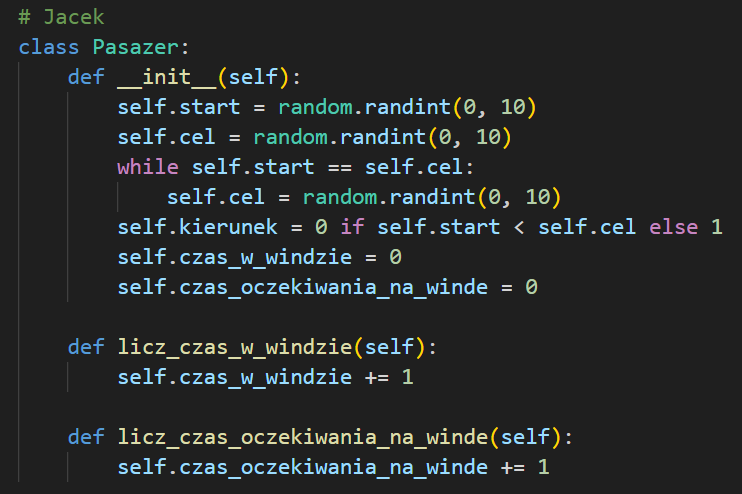 # Jacek
class Pasazer:
    def __init__(self):
        self.start = random.randint(0, 10)
        self.cel = random.randint(0, 10)
        while self.start == self.cel:
            self.cel = random.randint(0, 10)
        self.kierunek = 0 if self.start < self.cel else 1
        self.czas_w_windzie = 0
        self.czas_oczekiwania_na_winde = 0

    def licz_czas_w_windzie(self):
        self.czas_w_windzie += 1

    def licz_czas_oczekiwania_na_winde(self):
        self.czas_oczekiwania_na_winde += 1